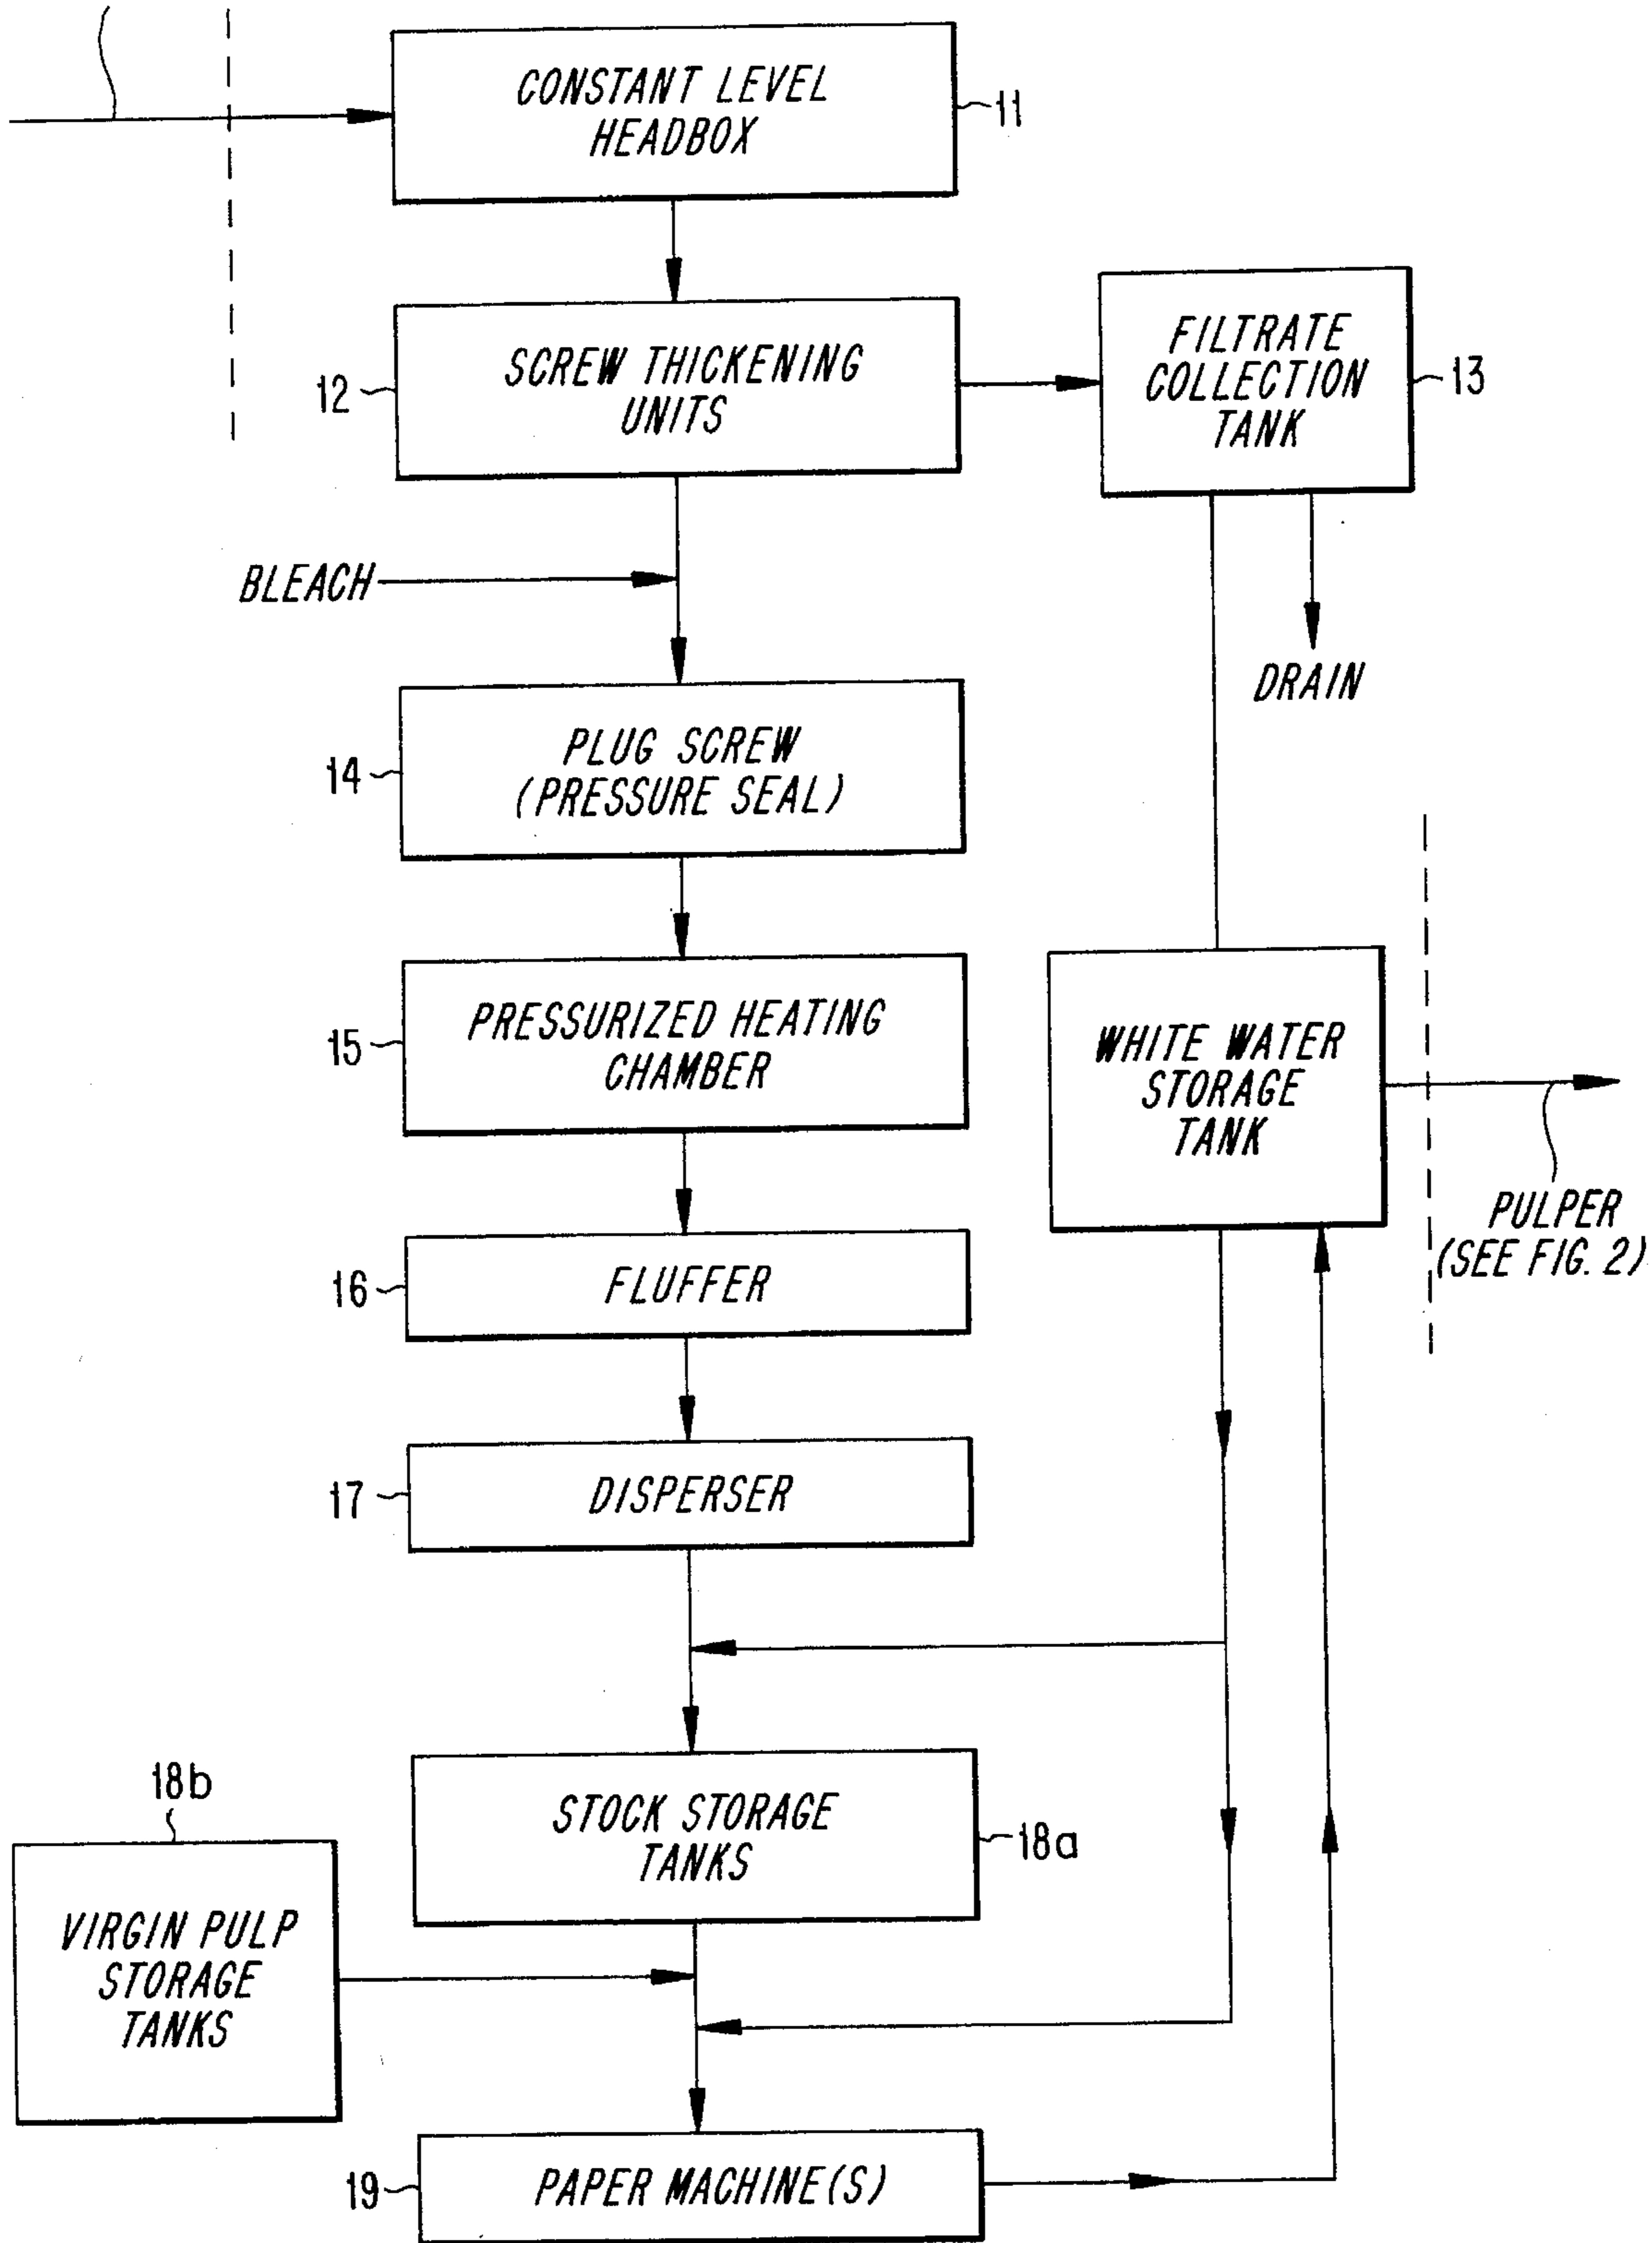 CONSTANT LEVEL
HEADBOX
11
SCREW THICKENING
UNITS
12
FILTRATE
COLLECTION
TANK
13
BLEACH
DRAIN
PLUG SCREW
(PRESSURE SEAL)
14
PRESSURIZED HEATING
CHAMBER
15
WHITE WATER
STORAGE
TANK
PULPER
(SEE FIG. 2)
FLUFFER
16
DISPERSER
17
STOCK STORAGE
TANKS
18a
18b
VIRGIN PULP
STORAGE
TANKS
PAPER MACHINE(S)
19